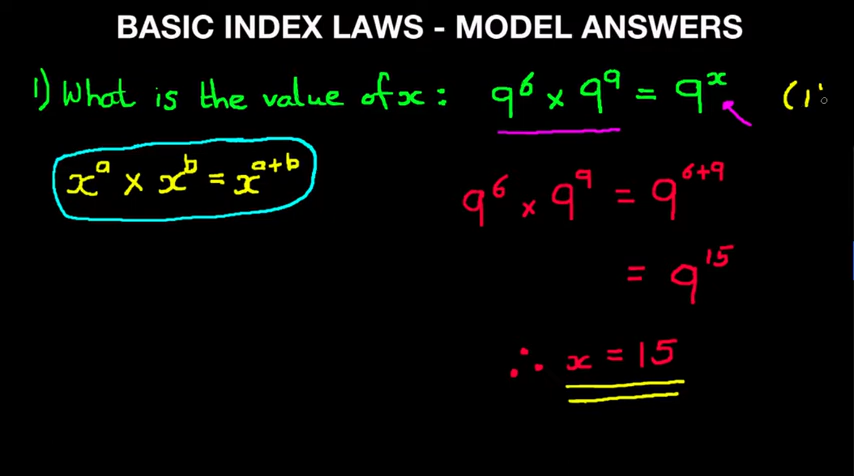 BASIC INDEX LAWS - MODEL ANSWERS
1) What is the value of x: 9⁶ × 9⁹ = 9ˣ (1
xᵃ × xᵇ = xᵃ⁺ᵇ
9⁶ × 9⁹ = 9⁶⁺⁹
= 9¹⁵
∴ x = 15